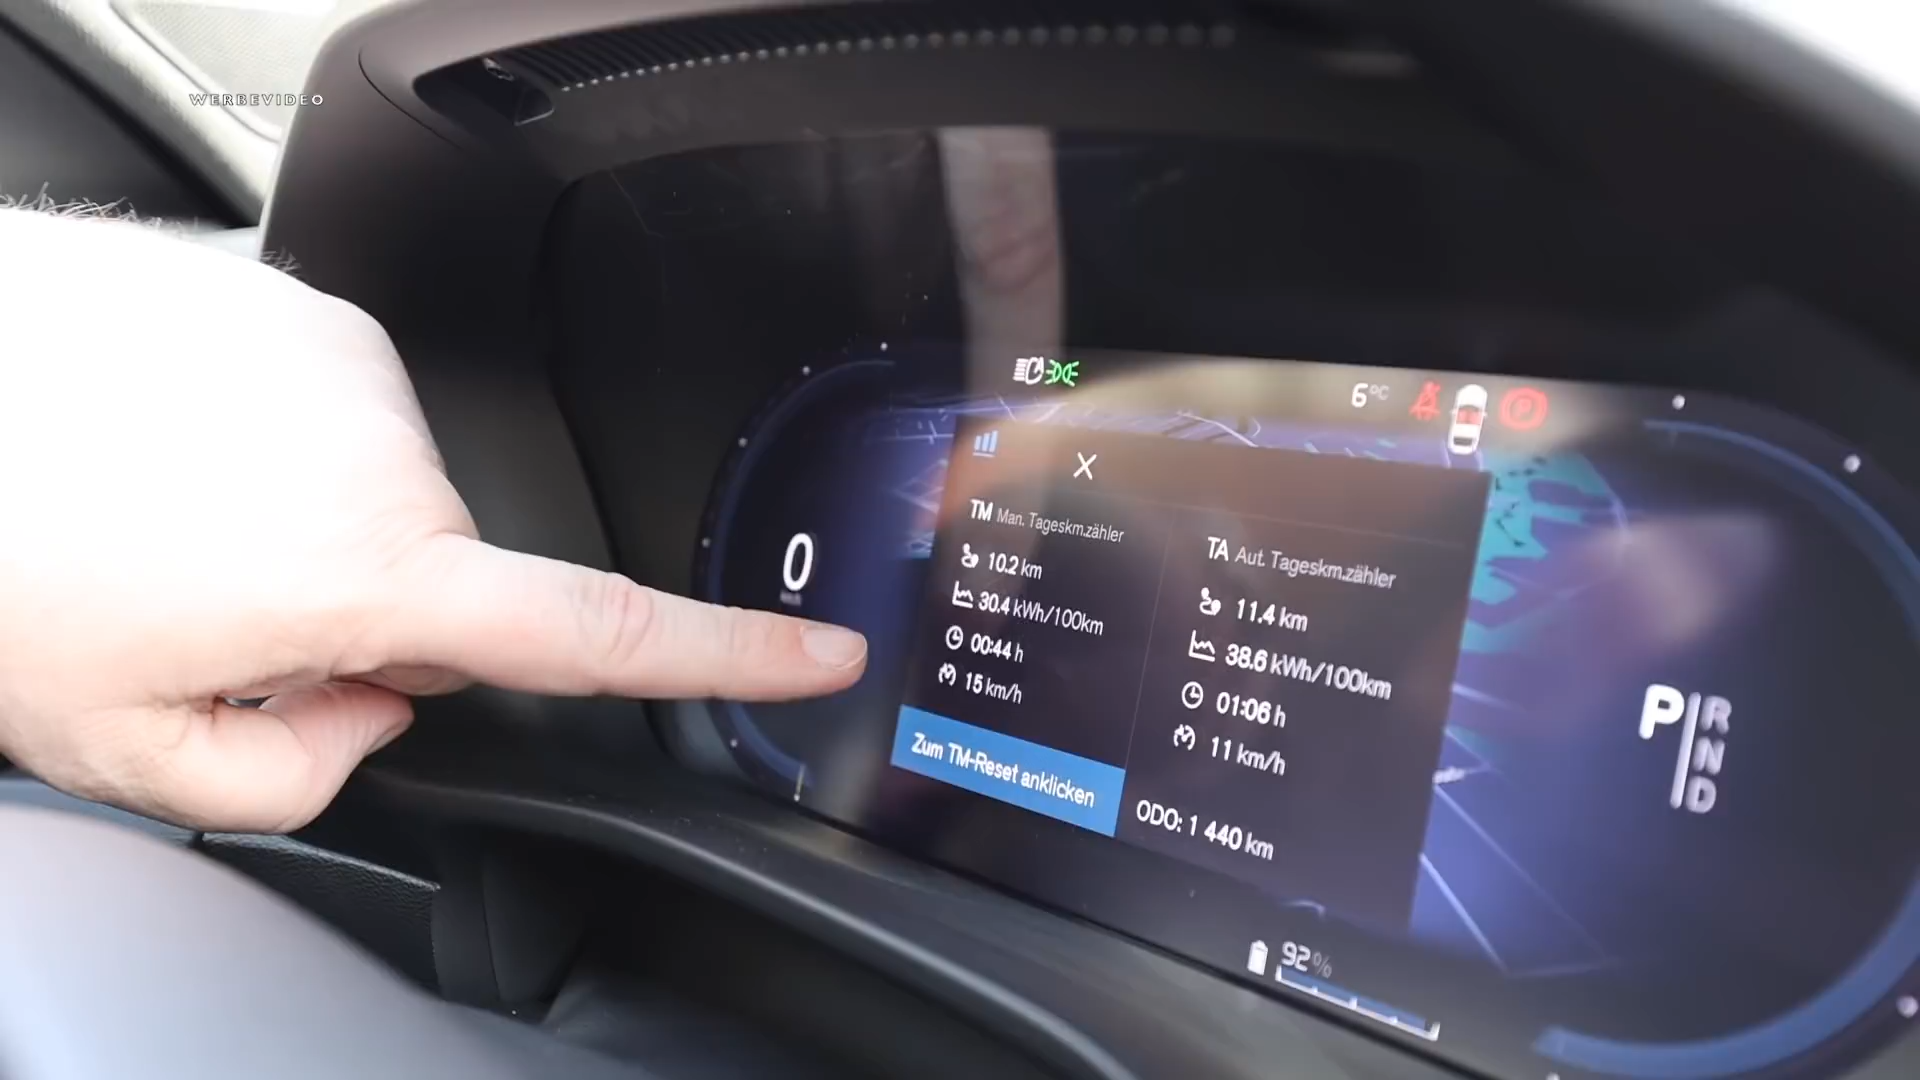 WERBEVIDEO
6°C
TM Man. Tageskm.zähler
10.2 km
30.4 kWh/100km
00:44 h
15 km/h
Zum TM-Reset anklicken
TA Aut. Tageskm.zähler
11.4 km
38.6 kWh/100km
01:06 h
11 km/h
ODO: 1 440 km
0
P
R
N
D
92%